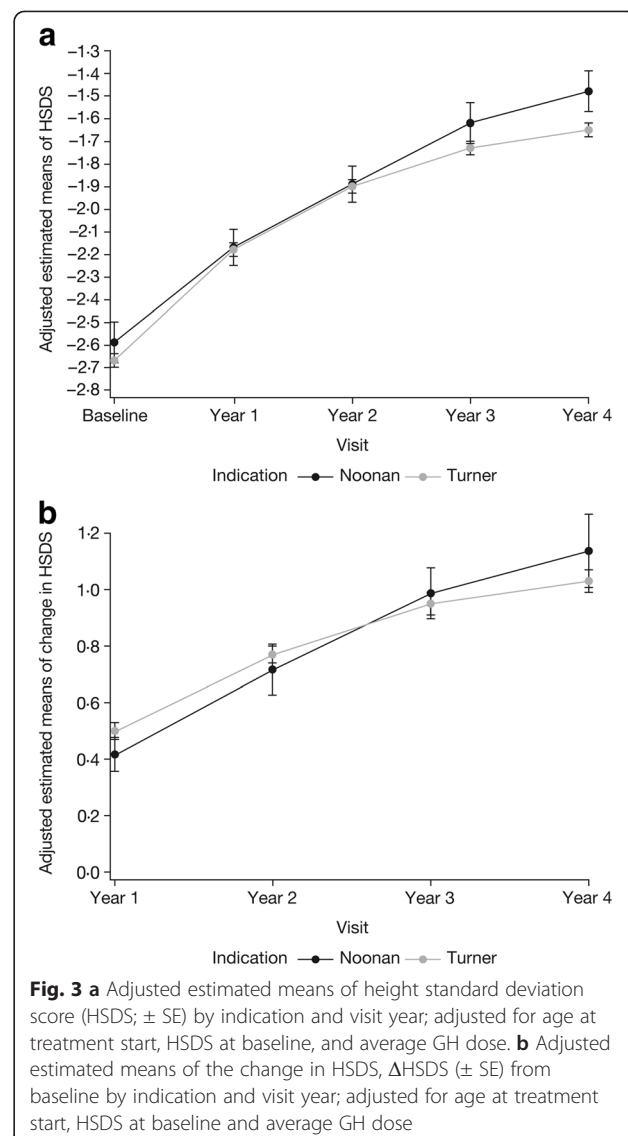 a
Adjusted estimated means of HSDS
−1·3
−1·4
−1·5
−1·6
−1·7
−1·8
−1·9
−2·0
−2·1
−2·2
−2·3
−2·4
−2·5
−2·6
−2·7
−2·8
Baseline Year 1 Year 2 Year 3 Year 4
Visit
Indication Noonan Turner
b
Adjusted estimated means of change in HSDS
1·2
1·0
0·8
0·6
0·4
0·2
0·0
Year 1 Year 2 Year 3 Year 4
Visit
Indication Noonan Turner
Fig. 3 a Adjusted estimated means of height standard deviation
score (HSDS; ± SE) by indication and visit year; adjusted for age at
treatment start, HSDS at baseline, and average GH dose. b Adjusted
estimated means of the change in HSDS, ΔHSDS (± SE) from
baseline by indication and visit year; adjusted for age at treatment
start, HSDS at baseline and average GH dose